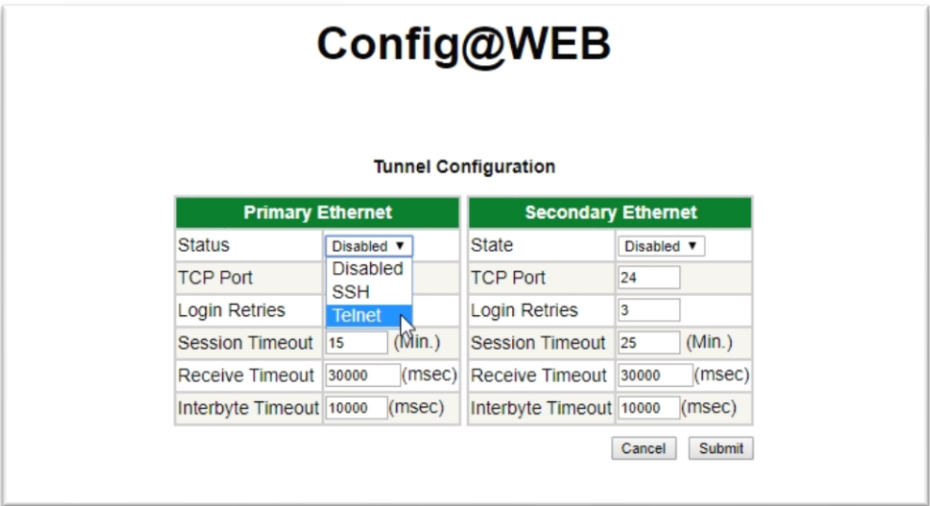 Config@WEB
Tunnel Configuration
Primary Ethernet Secondary Ethernet
Status Disabled ▼ State Disabled ▼
Disabled
TCP Port TCP Port 24
SSH
Login Retries Login Retries 3
Telnet
Session Timeout 15 (Min.) Session Timeout 25 (Min.)
Receive Timeout 30000 (msec) Receive Timeout 30000 (msec)
Interbyte Timeout 10000 (msec) Interbyte Timeout 10000 (msec)
Cancel Submit